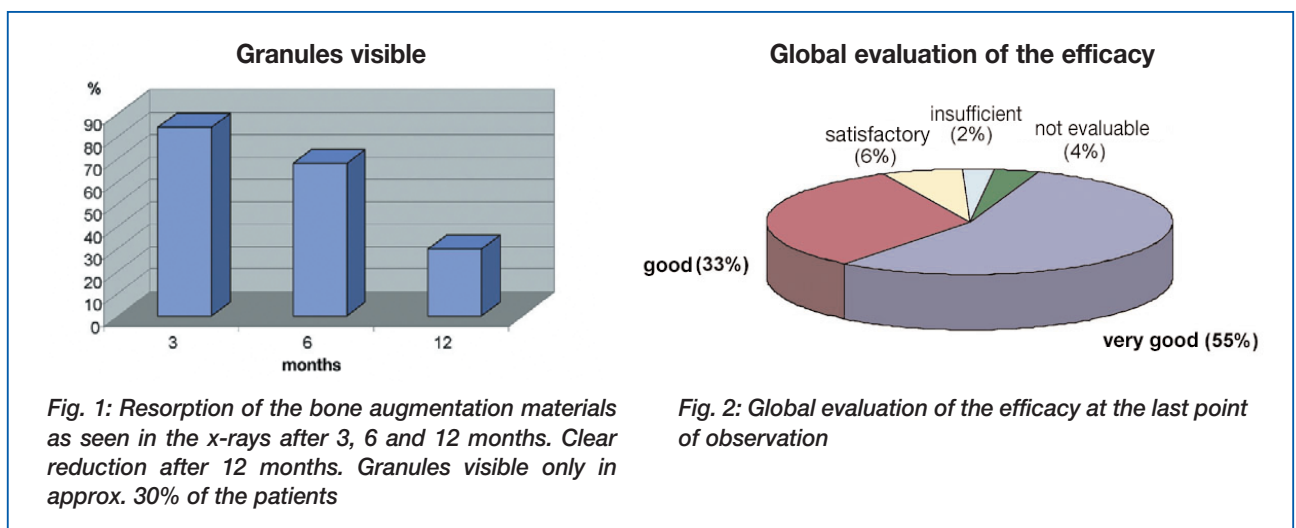 Granules visible
%
90
80
70
60
50
40
30
20
10
0
3
6
12
months
Fig. 1: Resorption of the bone augmentation materials
as seen in the x-rays after 3, 6 and 12 months. Clear
reduction after 12 months. Granules visible only in
approx. 30% of the patients
Global evaluation of the efficacy
insufficient
(2%)
satisfactory
(6%)
not evaluable
(4%)
good (33%)
very good (55%)
Fig. 2: Global evaluation of the efficacy at the last point
of observation